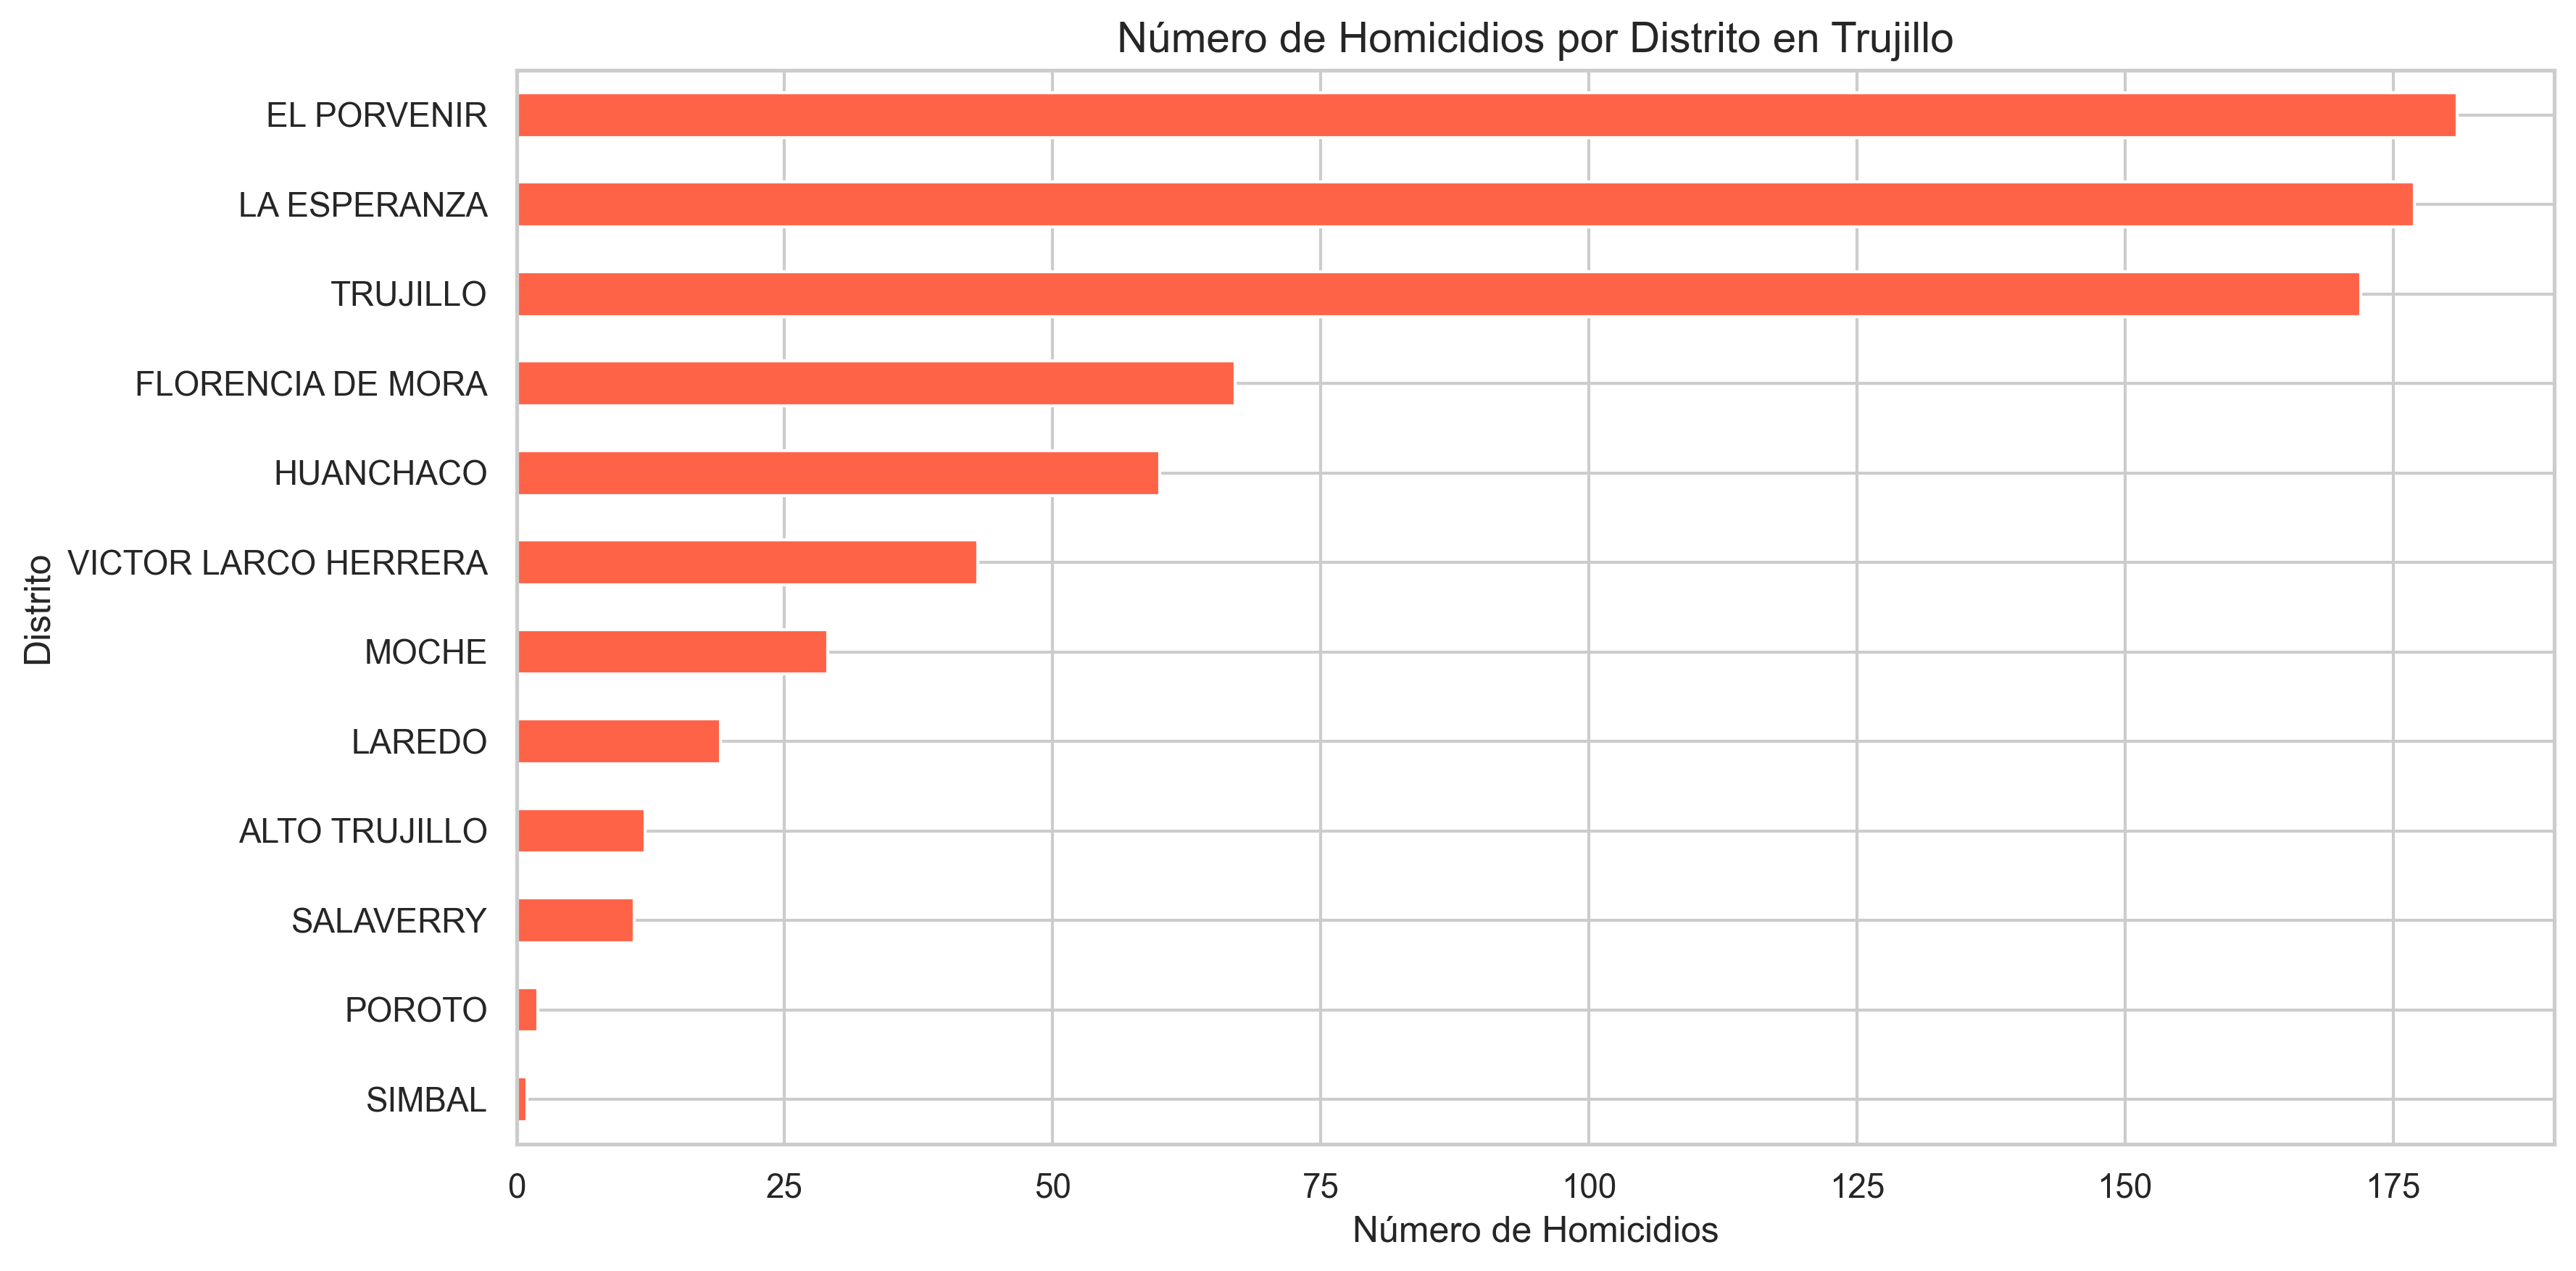 Número de Homicidios por Distrito en Trujillo
EL PORVENIR
LA ESPERANZA
TRUJILLO
FLORENCIA DE MORA
HUANCHACO
VICTOR LARCO HERRERA
MOCHE
LAREDO
ALTO TRUJILLO
SALAVERRY
POROTO
SIMBAL
Distrito
0 25 50 75 100 125 150 175
Número de Homicidios